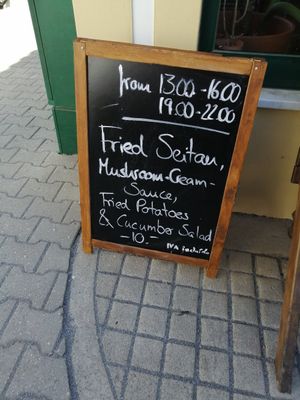 from 13.00 - 16.00
19.00 - 22.00
Fried Seitan,
Mushroom-Cream-
Sauce,
Fried Potatoes
& Cucumber Salad
- 10.-
IVA